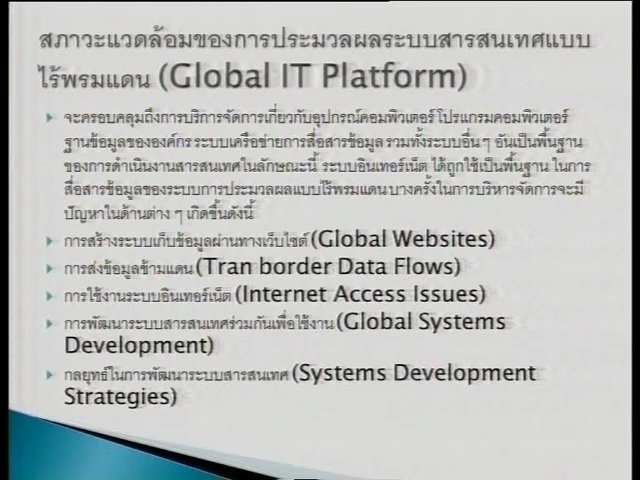 สภาวะแวดล้อมของการประมวลผลระบบสารสนเทศแบบ
ไร้พรมแดน (Global IT Platform)
จะครอบคลุมถึงการบริการจัดการเกี่ยวกับอุปกรณ์คอมพิวเตอร์ โปรแกรมคอมพิวเตอร์
ฐานข้อมูลขององค์กร ระบบเครือข่ายการสื่อสารข้อมูล รวมทั้งระบบอื่น ๆ อันเป็นพื้นฐาน
ของการดำเนินงานสารสนเทศในลักษณะนี้ ระบบอินเทอร์เน็ต ได้ถูกใช้เป็นพื้นฐาน ในการ
สื่อสารข้อมูลของระบบการประมวลผลแบบไร้พรมแดน บางครั้งในการบริหารจัดการจะมี
ปัญหาในด้านต่าง ๆ เกิดขึ้นดังนี้
การสร้างระบบเก็บข้อมูลผ่านทางเว็บไซต์ (Global Websites)
การส่งข้อมูลข้ามแดน (Tran border Data Flows)
การใช้งานระบบอินเทอร์เน็ต (Internet Access Issues)
การพัฒนาระบบสารสนเทศร่วมกันเพื่อใช้งาน (Global Systems
Development)
กลยุทธ์ในการพัฒนาระบบสารสนเทศ (Systems Development
Strategies)